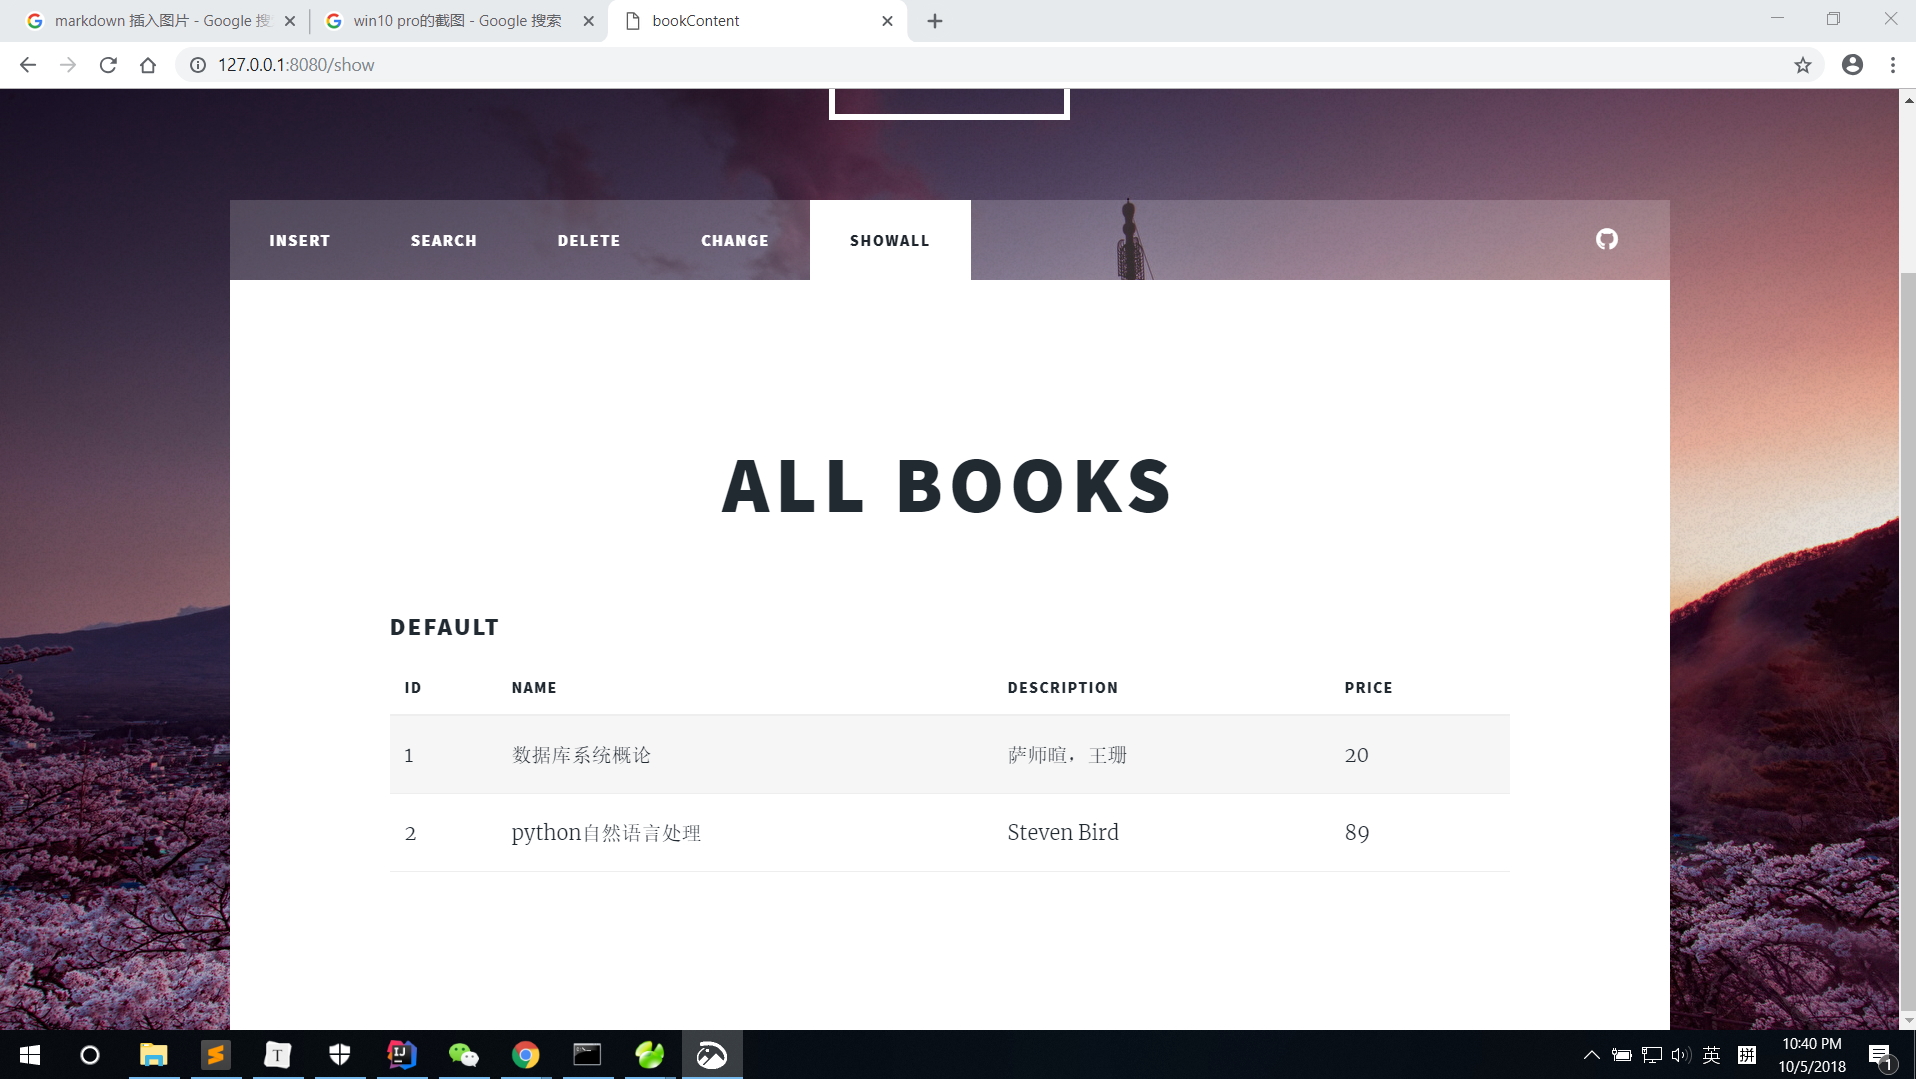 markdown 插入图片 - Google 搜
win10 pro的截图 - Google 搜索
bookContent
127.0.0.1:8080/show
INSERT SEARCH DELETE CHANGE SHOWALL
ALL BOOKS
DEFAULT
ID NAME DESCRIPTION PRICE
1 数据库系统概论 萨师暄，王珊 20
2 python自然语言处理 Steven Bird 89
T
IJ
英
拼
10:40 PM
10/5/2018
1